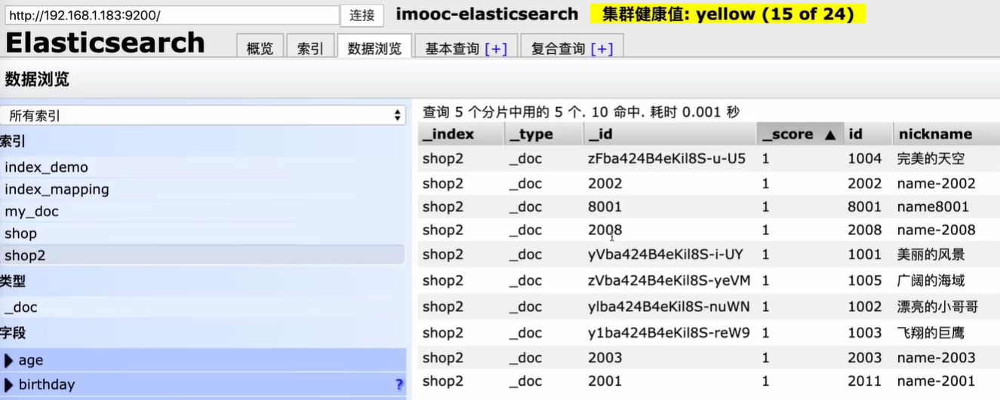 http://192.168.1.183:9200/ 连接 imooc-elasticsearch 集群健康值: yellow (15 of 24)
Elasticsearch 概览 索引 数据浏览 基本查询 [+] 复合查询 [+]
数据浏览
所有索引
索引
index_demo
index_mapping
my_doc
shop
shop2
类型
_doc
字段
age
birthday ?
查询 5 个分片中用的 5 个. 10 命中. 耗时 0.001 秒
_index _type _id _score ▲ id nickname
shop2 _doc zFba424B4eKil8S-u-U5 1 1004 完美的天空
shop2 _doc 2002 1 2002 name-2002
shop2 _doc 8001 1 8001 name8001
shop2 _doc 2008 1 2008 name-2008
shop2 _doc yVba424B4eKil8S-i-UY 1 1001 美丽的风景
shop2 _doc zVba424B4eKil8S-yeVM 1 1005 广阔的海域
shop2 _doc ylba424B4eKil8S-nuWN 1 1002 漂亮的小哥哥
shop2 _doc y1ba424B4eKil8S-reW9 1 1003 飞翔的巨鹰
shop2 _doc 2003 1 2003 name-2003
shop2 _doc 2001 1 2011 name-2001